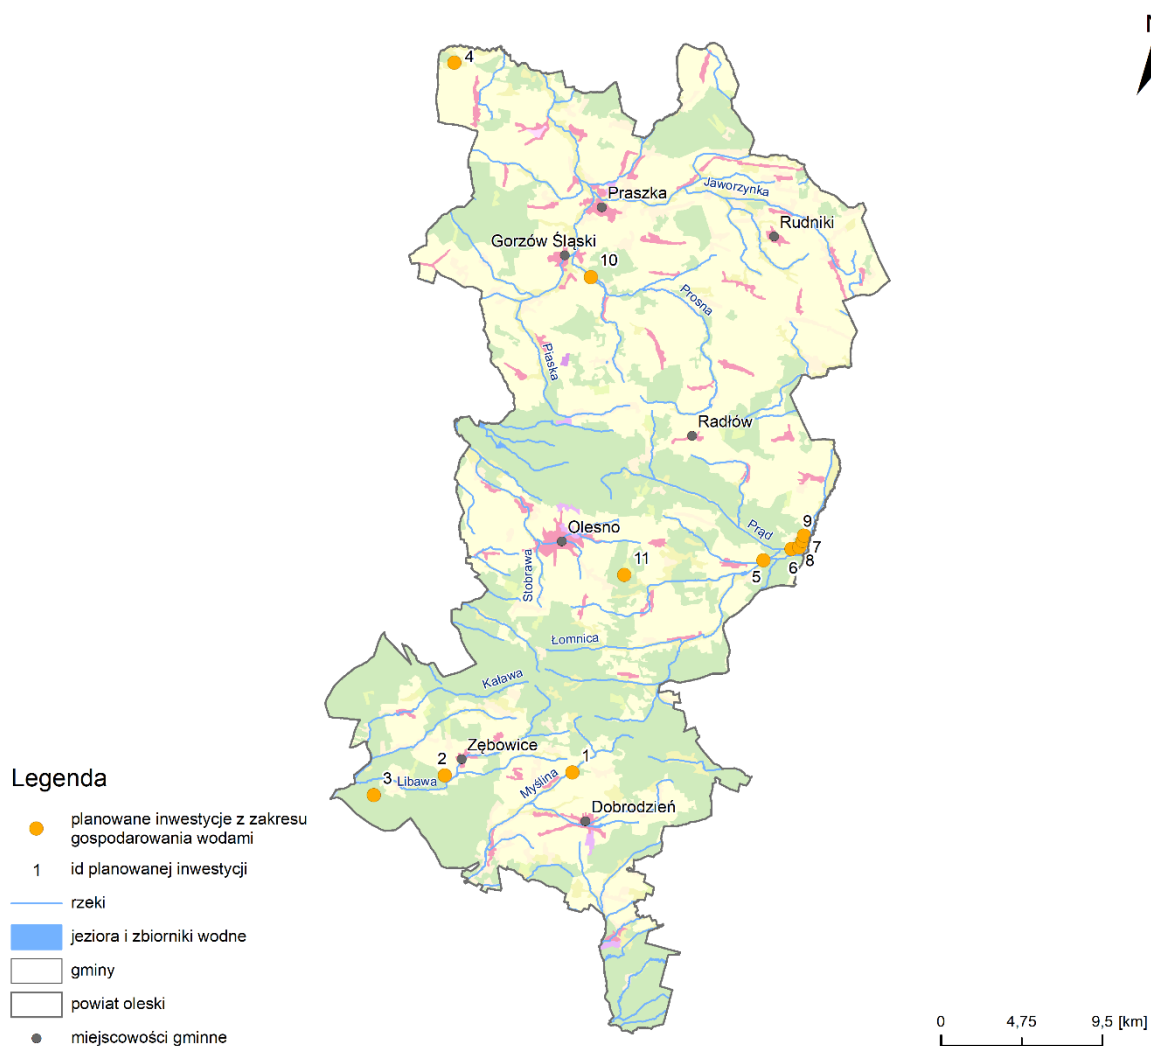 N
4
Praszka
Jaworzynka
Rudniki
Gorzów Śląski
10
Prosna
Piaska
Radłów
Olesno
Prąd
9
7
8
6
5
11
Stobrawa
Łomnica
Kaława
Zębowice
1
2
3
Libawa
Myślina
Dobrodzień
Legenda
planowane inwestycje z zakresu
gospodarowania wodami
1 id planowanej inwestycji
rzeki
jeziora i zbiorniki wodne
gminy
powiat oleski
miejscowości gminne
0 4,75 9,5 [km]